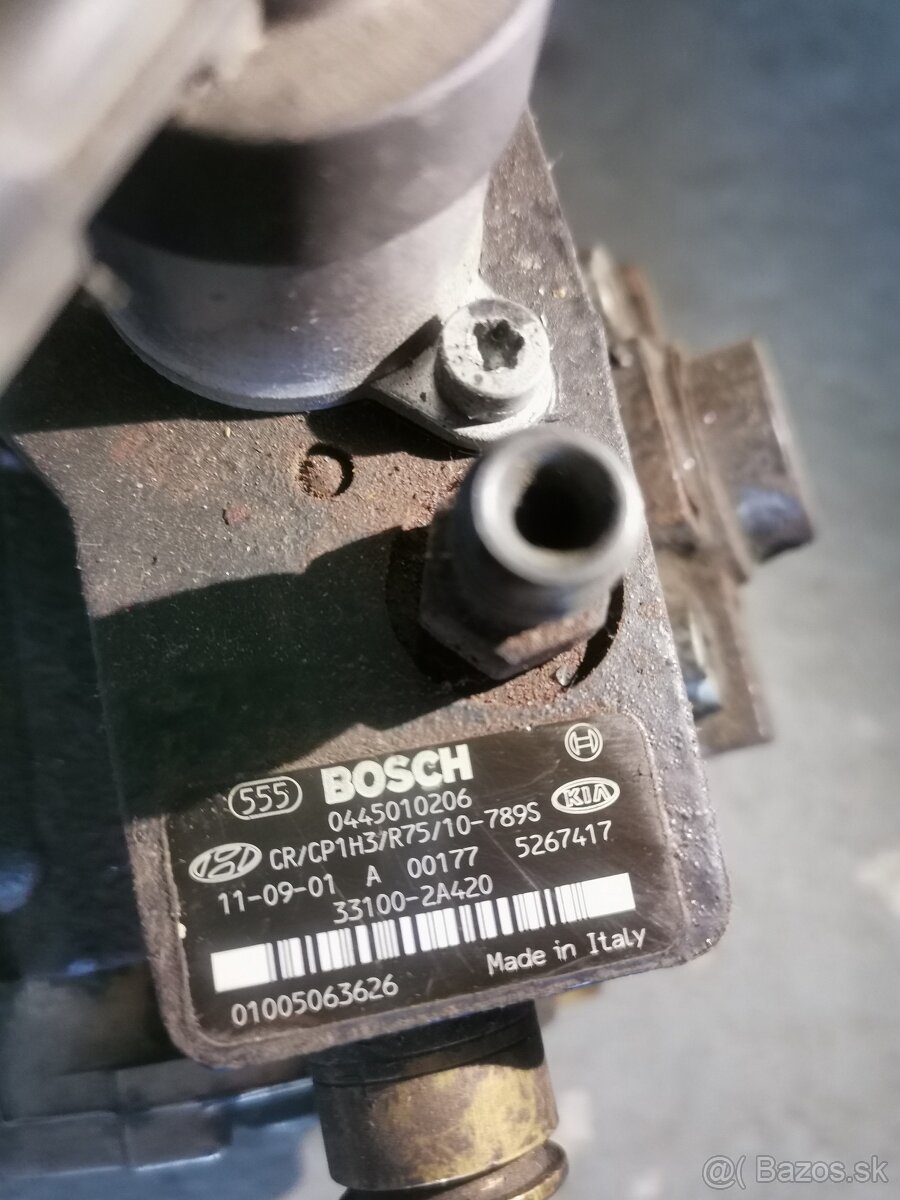 555 BOSCH
0445010206
CR/CP1H3/R75/10-789S KIA
11-09-01 A 00177 5267417
33100-2A420
01005063626 Made in Italy
@( Bazos.sk